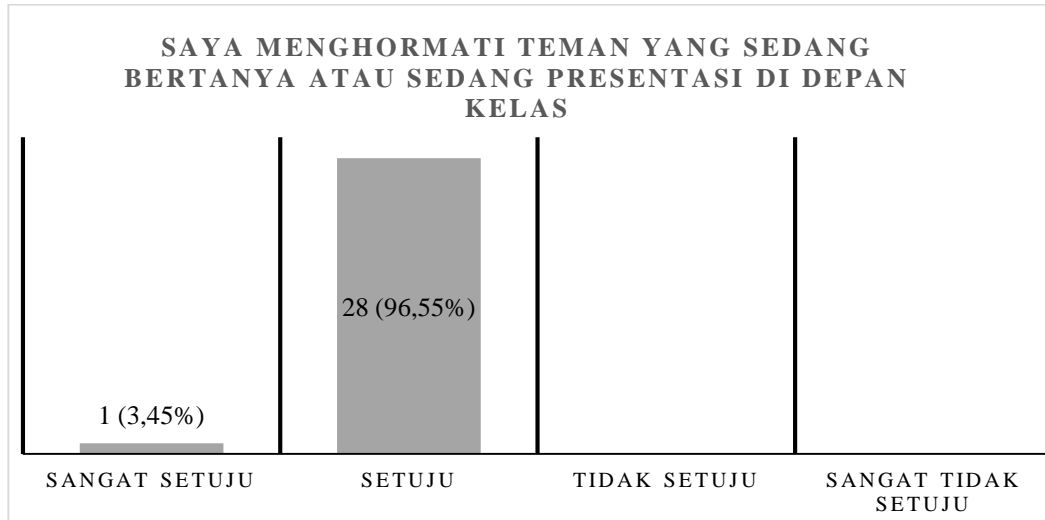 SAYA MENGHORMATI TEMAN YANG SEDANG
BERTANYA ATAU SEDANG PRESENTASI DI DEPAN
KELAS
28 (96,55%)
1 (3,45%)
SANGAT SETUJU
SETUJU
TIDAK SETUJU
SANGAT TIDAK
SETUJU